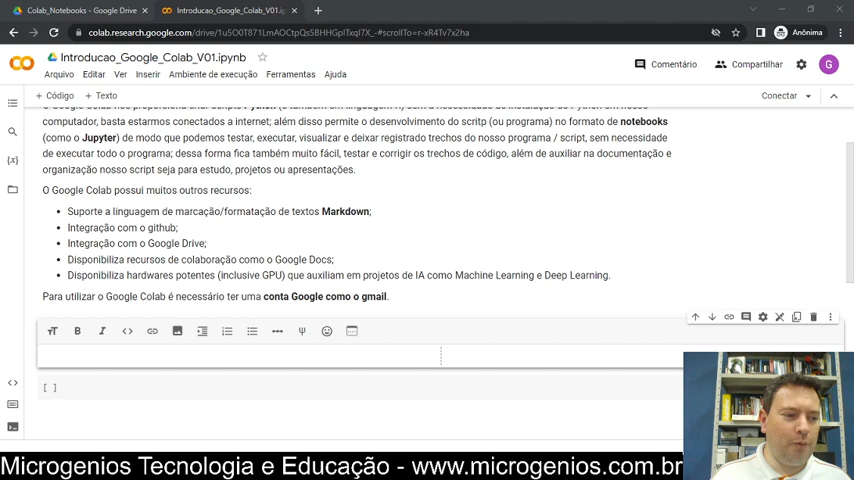 Colab_Notebooks - Google Drive
Introducao_Google_Colab_V01.ipy
colab.research.google.com/drive/1u5O0T871LmAOCtpQs5BHHGpITxqI7X_-#scrollTo=r-xR4Tv7x2ha
Anônima
Introducao_Google_Colab_V01.ipynb
Comentário
Compartilhar
G
Arquivo Editar Ver Inserir Ambiente de execução Ferramentas Ajuda
+ Código + Texto
Conectar
computador, basta estarmos conectados a internet; além disso permite o desenvolvimento do scritp (ou programa) no formato de notebooks
(como o Jupyter) de modo que podemos testar, executar, visualizar e deixar registrado trechos do nosso programa / script, sem necessidade
de executar todo o programa; dessa forma fica também muito fácil, testar e corrigir os trechos de código, além de auxiliar na documentação e
organização nosso script seja para estudo, projetos ou apresentações.
O Google Colab possui muitos outros recursos:
• Suporte a linguagem de marcação/formatação de textos Markdown;
• Integração com o github;
• Integração com o Google Drive;
• Disponibiliza recursos de colaboração como o Google Docs;
• Disponibiliza hardwares potentes (inclusive GPU) que auxiliam em projetos de IA como Machine Learning e Deep Learning.
Para utilizar o Google Colab é necessário ter uma conta Google como o gmail.
[ ]
Microgenios Tecnologia e Educação - www.microgenios.com.br